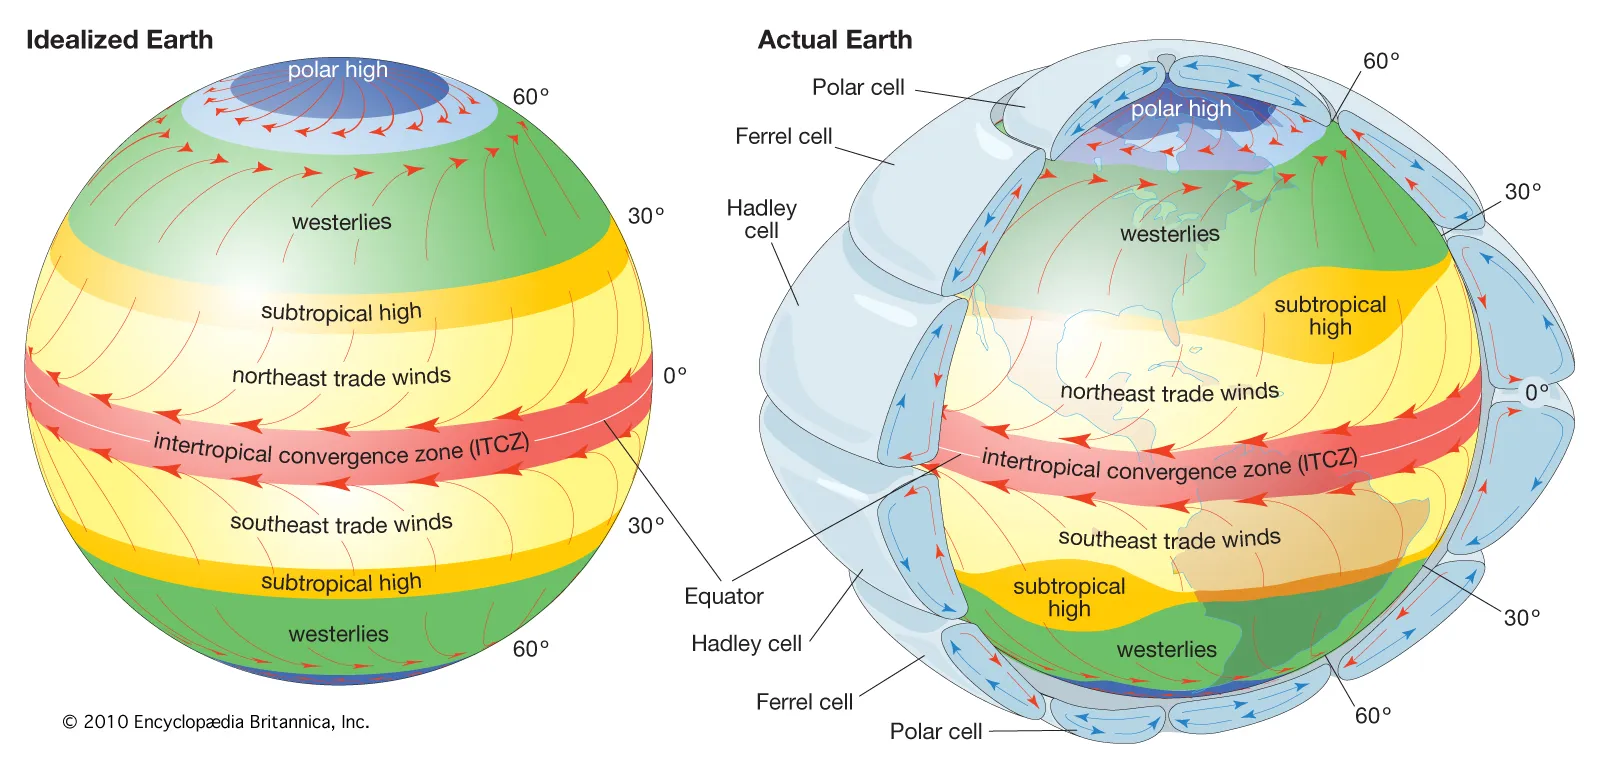 Idealized Earth
polar high
60°
westerlies
30°
subtropical high
northeast trade winds
0°
intertropical convergence zone (ITCZ)
southeast trade winds
30°
subtropical high
westerlies
60°
Equator
© 2010 Encyclopædia Britannica, Inc.
Actual Earth
60°
Polar cell
polar high
Ferrel cell
30°
Hadley
cell
westerlies
subtropical
high
northeast trade winds
0°
intertropical convergence zone (ITCZ)
southeast trade winds
subtropical
high
30°
Hadley cell
westerlies
Ferrel cell
60°
Polar cell